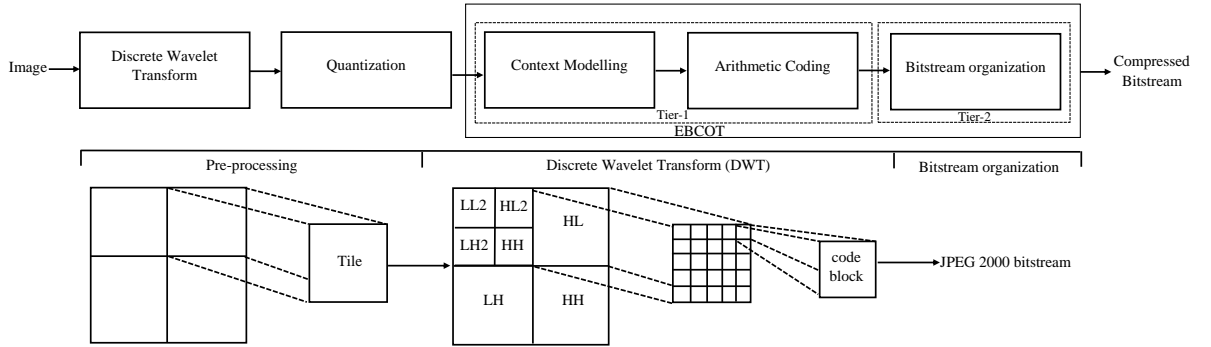 Image
Discrete Wavelet
Transform
Quantization
Context Modelling
Arithmetic Coding
Bitstream organization
Compressed
Bitstream
Tier-1
Tier-2
EBCOT
Pre-processing
Discrete Wavelet Transform (DWT)
Bitstream organization
LL2
HL2
HL
LH2
HH
Tile
code
block
JPEG 2000 bitstream
LH
HH